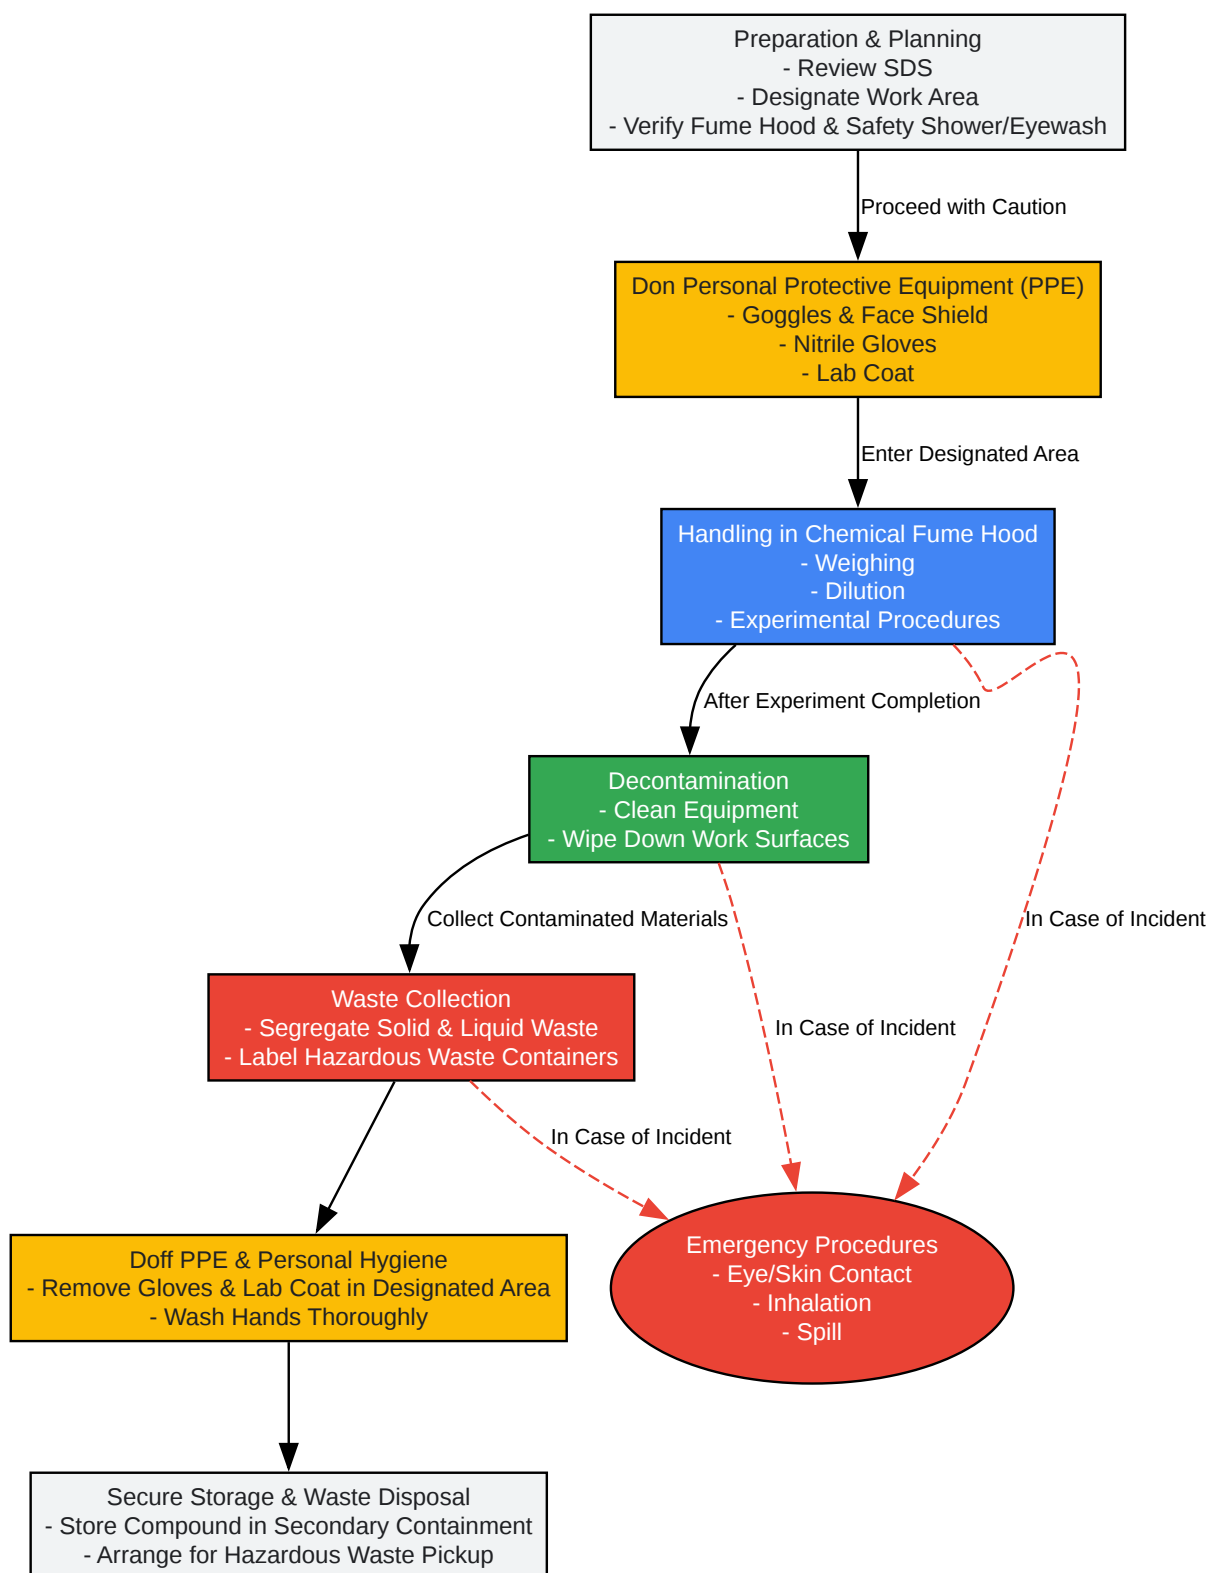 Preparation & Planning
- Review SDS
- Designate Work Area
- Verify Fume Hood & Safety Shower/Eyewash
Proceed with Caution
Don Personal Protective Equipment (PPE)
- Goggles & Face Shield
- Nitrile Gloves
- Lab Coat
Enter Designated Area
Handling in Chemical Fume Hood
- Weighing
- Dilution
- Experimental Procedures
After Experiment Completion
Decontamination
- Clean Equipment
- Wipe Down Work Surfaces
Collect Contaminated Materials
In Case of Incident
Waste Collection
- Segregate Solid & Liquid Waste
- Label Hazardous Waste Containers
In Case of Incident
In Case of Incident
Doff PPE & Personal Hygiene
- Remove Gloves & Lab Coat in Designated Area
- Wash Hands Thoroughly
Emergency Procedures
- Eye/Skin Contact
- Inhalation
- Spill
Secure Storage & Waste Disposal
- Store Compound in Secondary Containment
- Arrange for Hazardous Waste Pickup